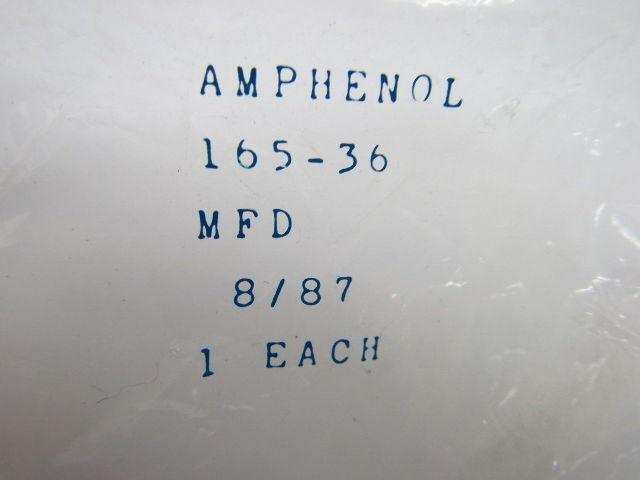 AMPHENOL
165-36
MFD
8/87
1 EACH